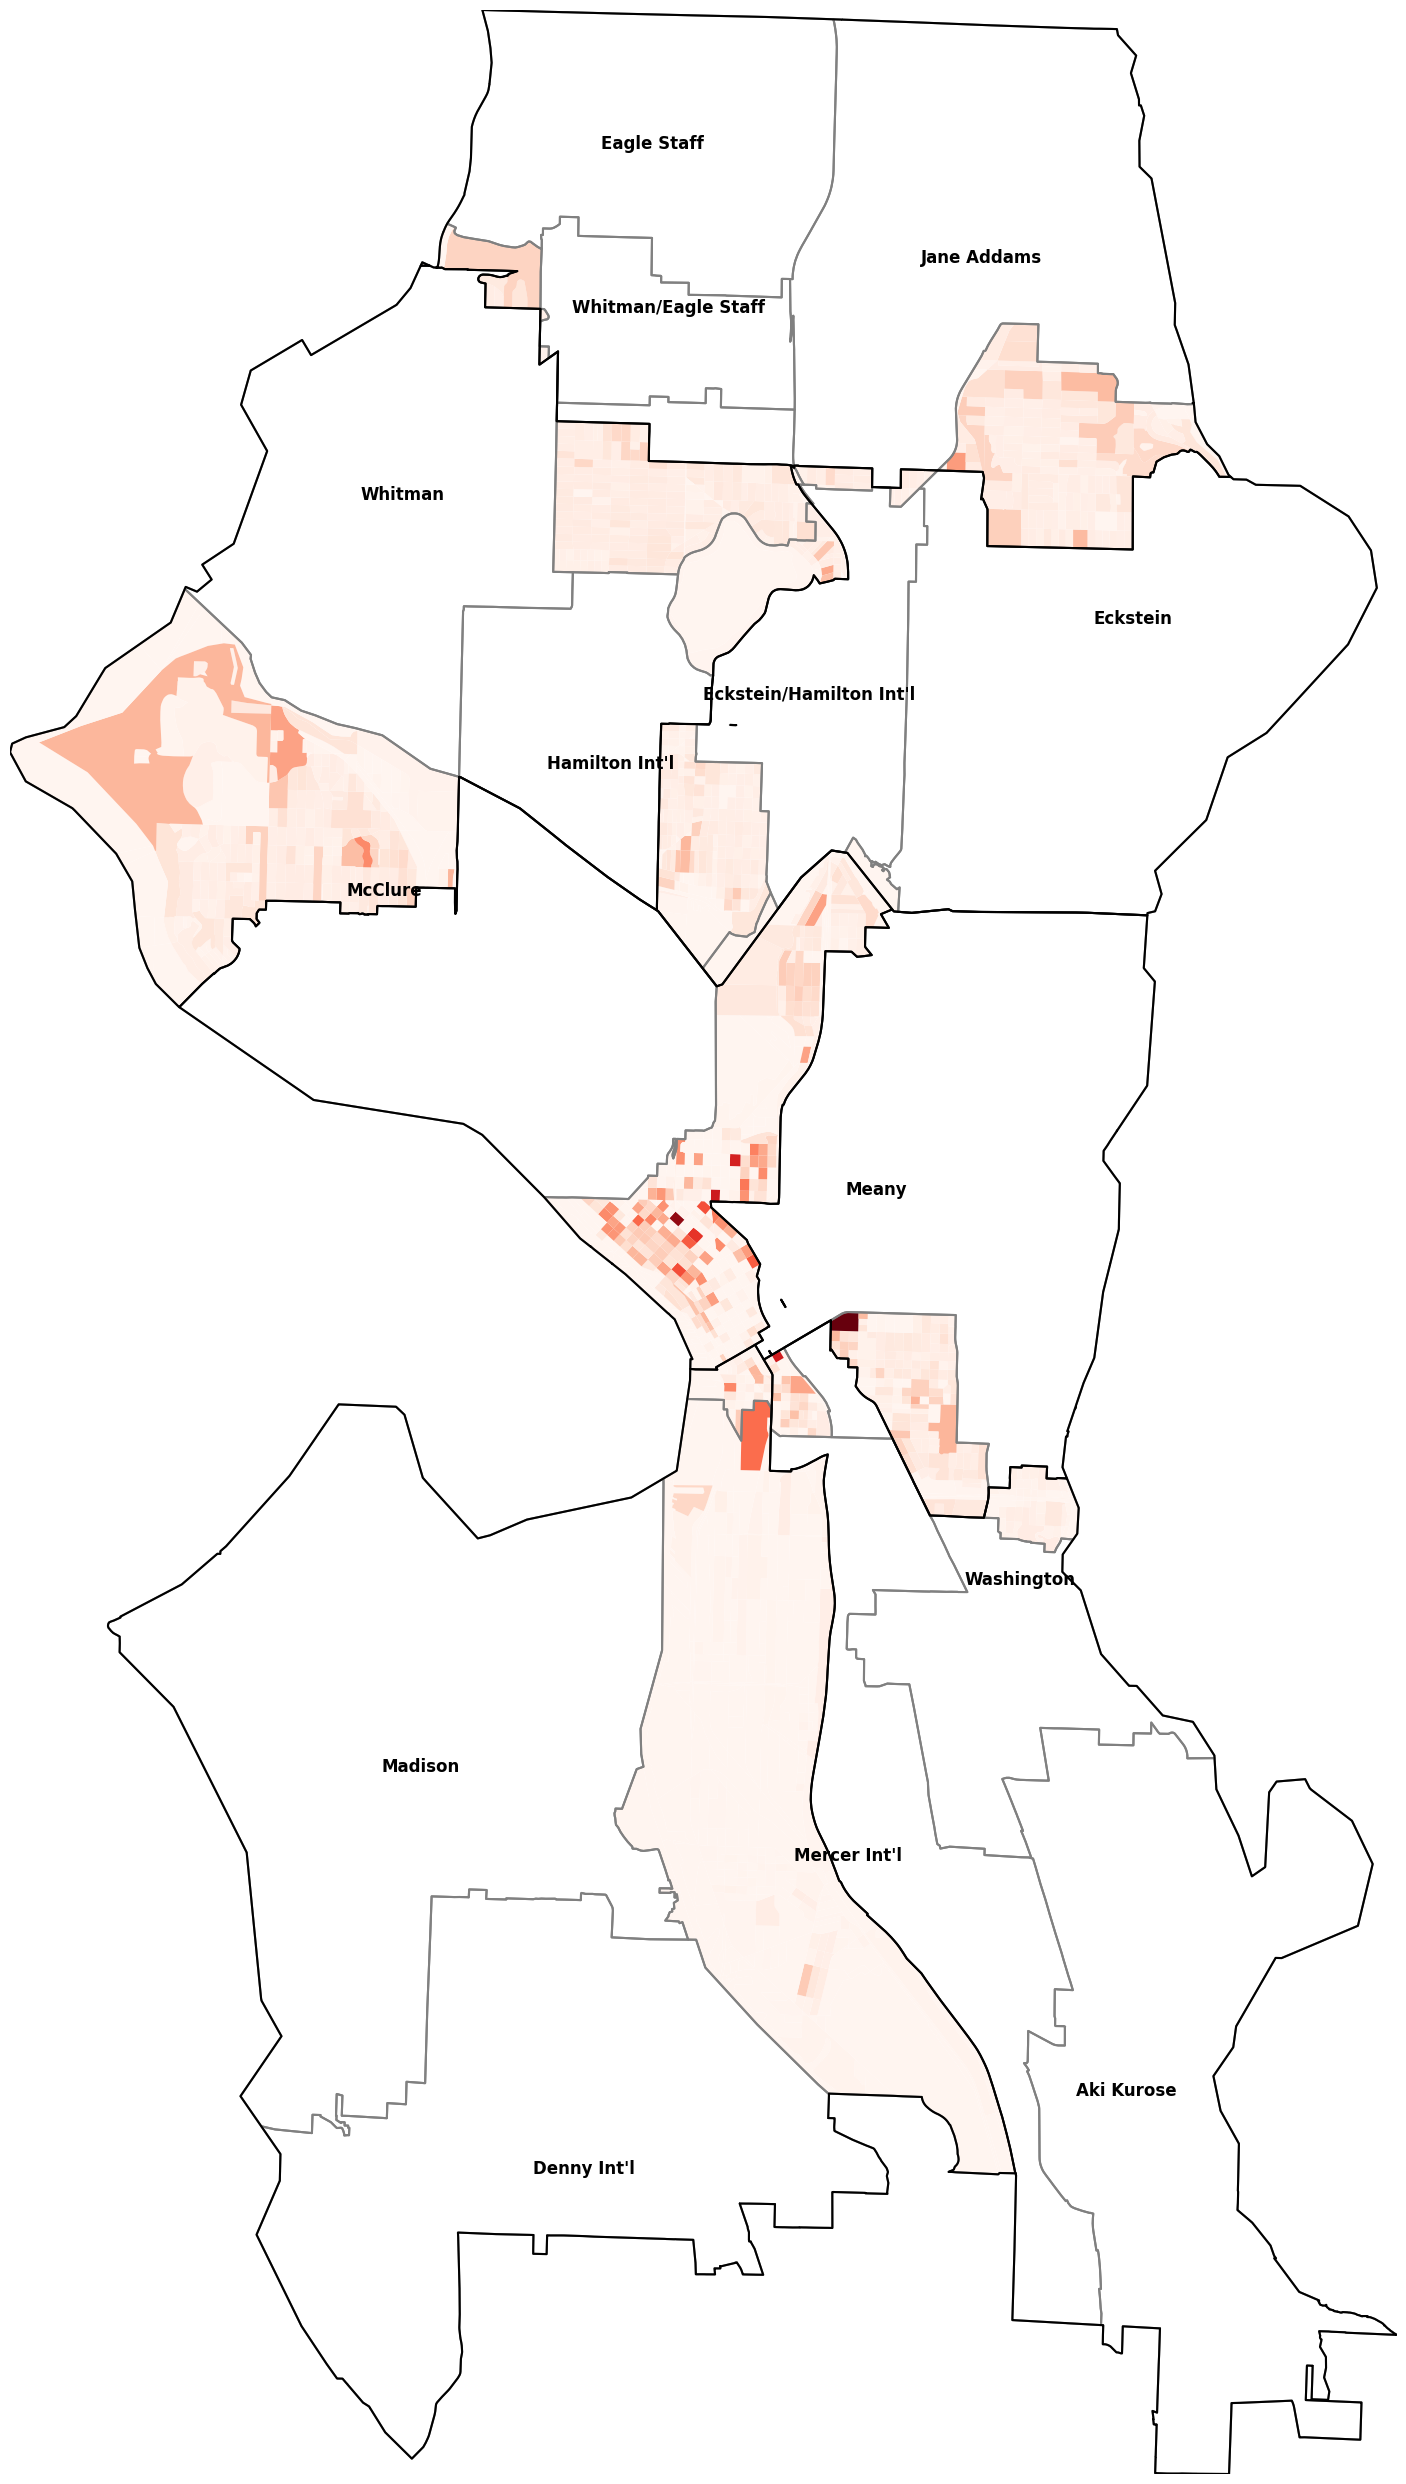 Eagle Staff
Jane Addams
Whitman/Eagle Staff
Whitman
Eckstein
Eckstein/Hamilton Int'l
Hamilton Int'l
McClure
Meany
Washington
Madison
Mercer Int'l
Aki Kurose
Denny Int'l